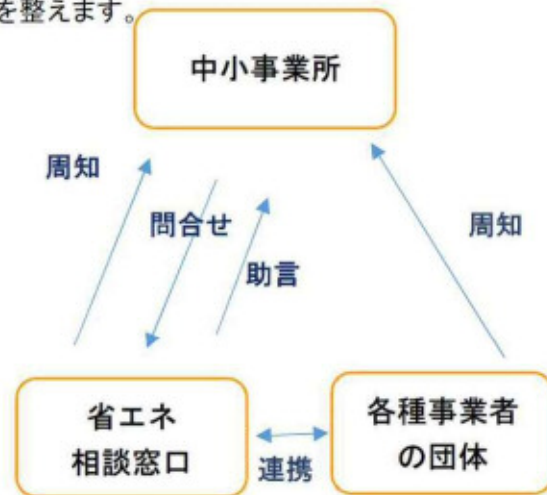 を整えます。
中小事業所
周知
問合せ
周知
助言
省エネ
相談窓口
各種事業者
の団体
連携